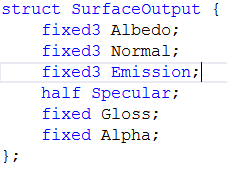 struct SurfaceOutput {
    fixed3 Albedo;
    fixed3 Normal;
    fixed3 Emission;
    half Specular;
    fixed Gloss;
    fixed Alpha;
};